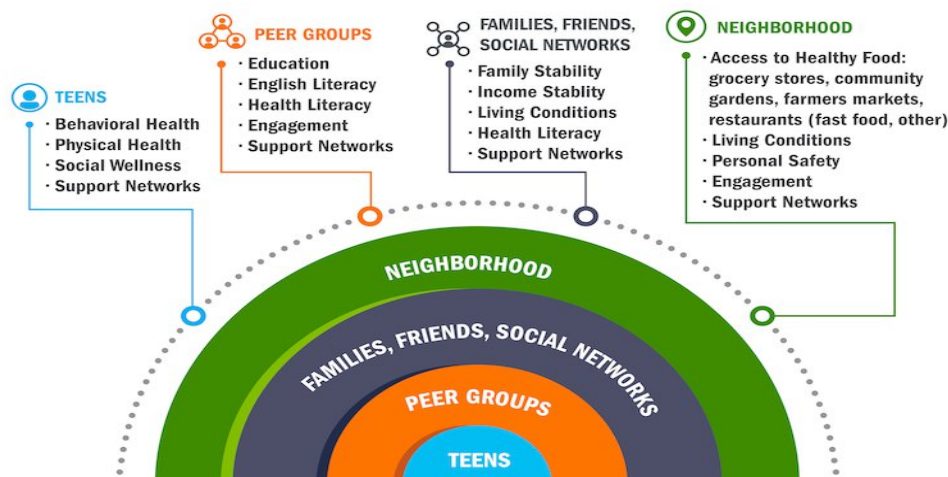 TEENS
· Behavioral Health
· Physical Health
· Social Wellness
· Support Networks
PEER GROUPS
· Education
· English Literacy
· Health Literacy
· Engagement
· Support Networks
FAMILIES, FRIENDS,
SOCIAL NETWORKS
· Family Stability
· Income Stablity
· Living Conditions
· Health Literacy
· Support Networks
NEIGHBORHOOD
· Access to Healthy Food:
grocery stores, community
gardens, farmers markets,
restaurants (fast food, other)
· Living Conditions
· Personal Safety
· Engagement
· Support Networks
NEIGHBORHOOD
FAMILIES, FRIENDS, SOCIAL NETWORKS
PEER GROUPS
TEENS